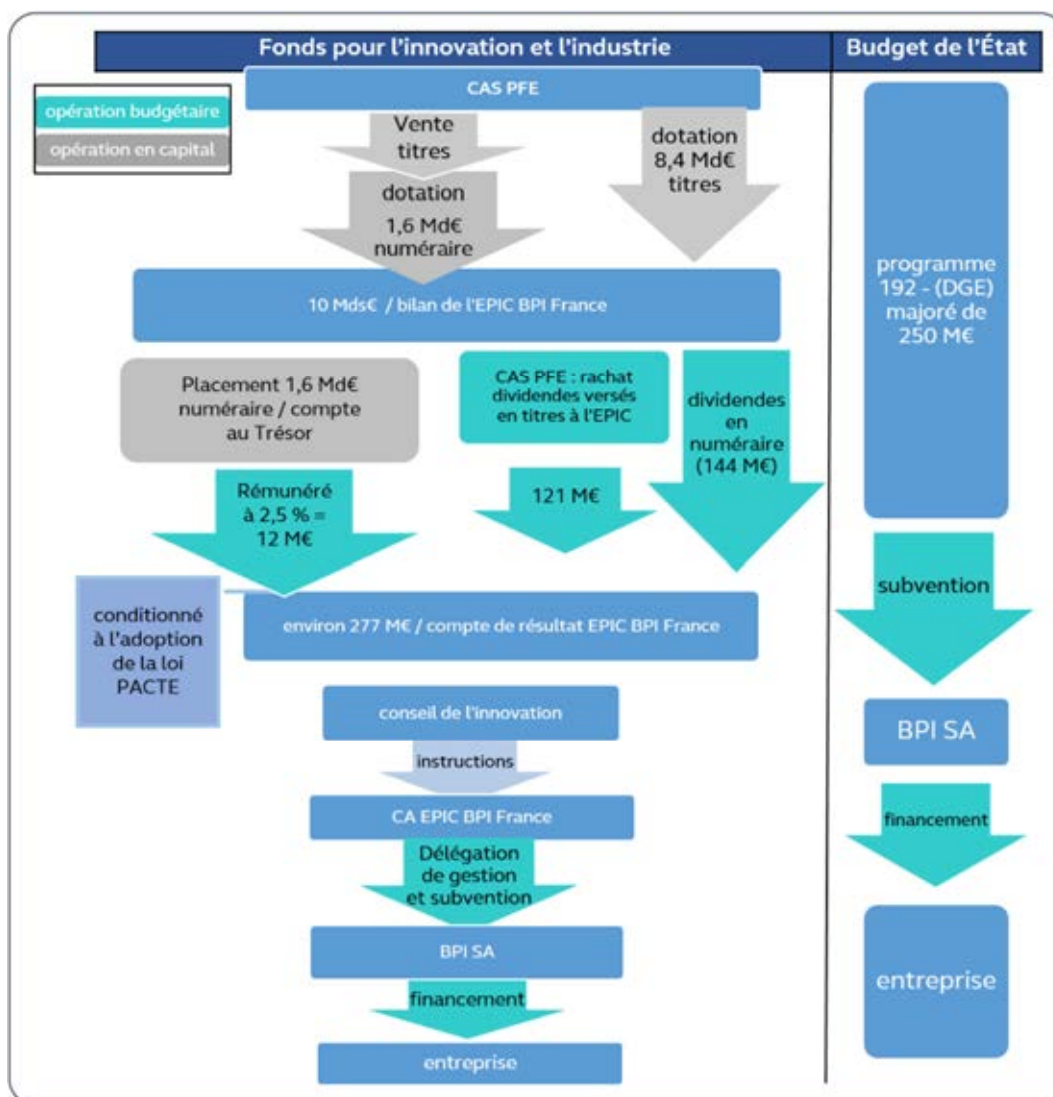 Fonds pour l'innovation et l'industrie
Budget de l'État
opération budgétaire
opération en capital
CAS PFE
Vente
titres
dotation
8,4 Md€
titres
dotation
1,6 Md€
numéraire
10 Mds€ / bilan de l'EPIC BPI France
Placement 1,6 Md€
numéraire / compte
au Trésor
CAS PFE : rachat
dividendes versés
en titres à l'EPIC
dividendes
en
numéraire
(144 M€)
Rémunéré
à 2,5 % =
12 M€
121 M€
conditionné
à l'adoption
de la loi
PACTE
environ 277 M€ / compte de résultat EPIC BPI France
conseil de l'innovation
instructions
CA EPIC BPI France
Délégation
de gestion
et subvention
BPI SA
financement
entreprise
programme
192 - (DGE)
majoré de
250 M€
subvention
BPI SA
financement
entreprise